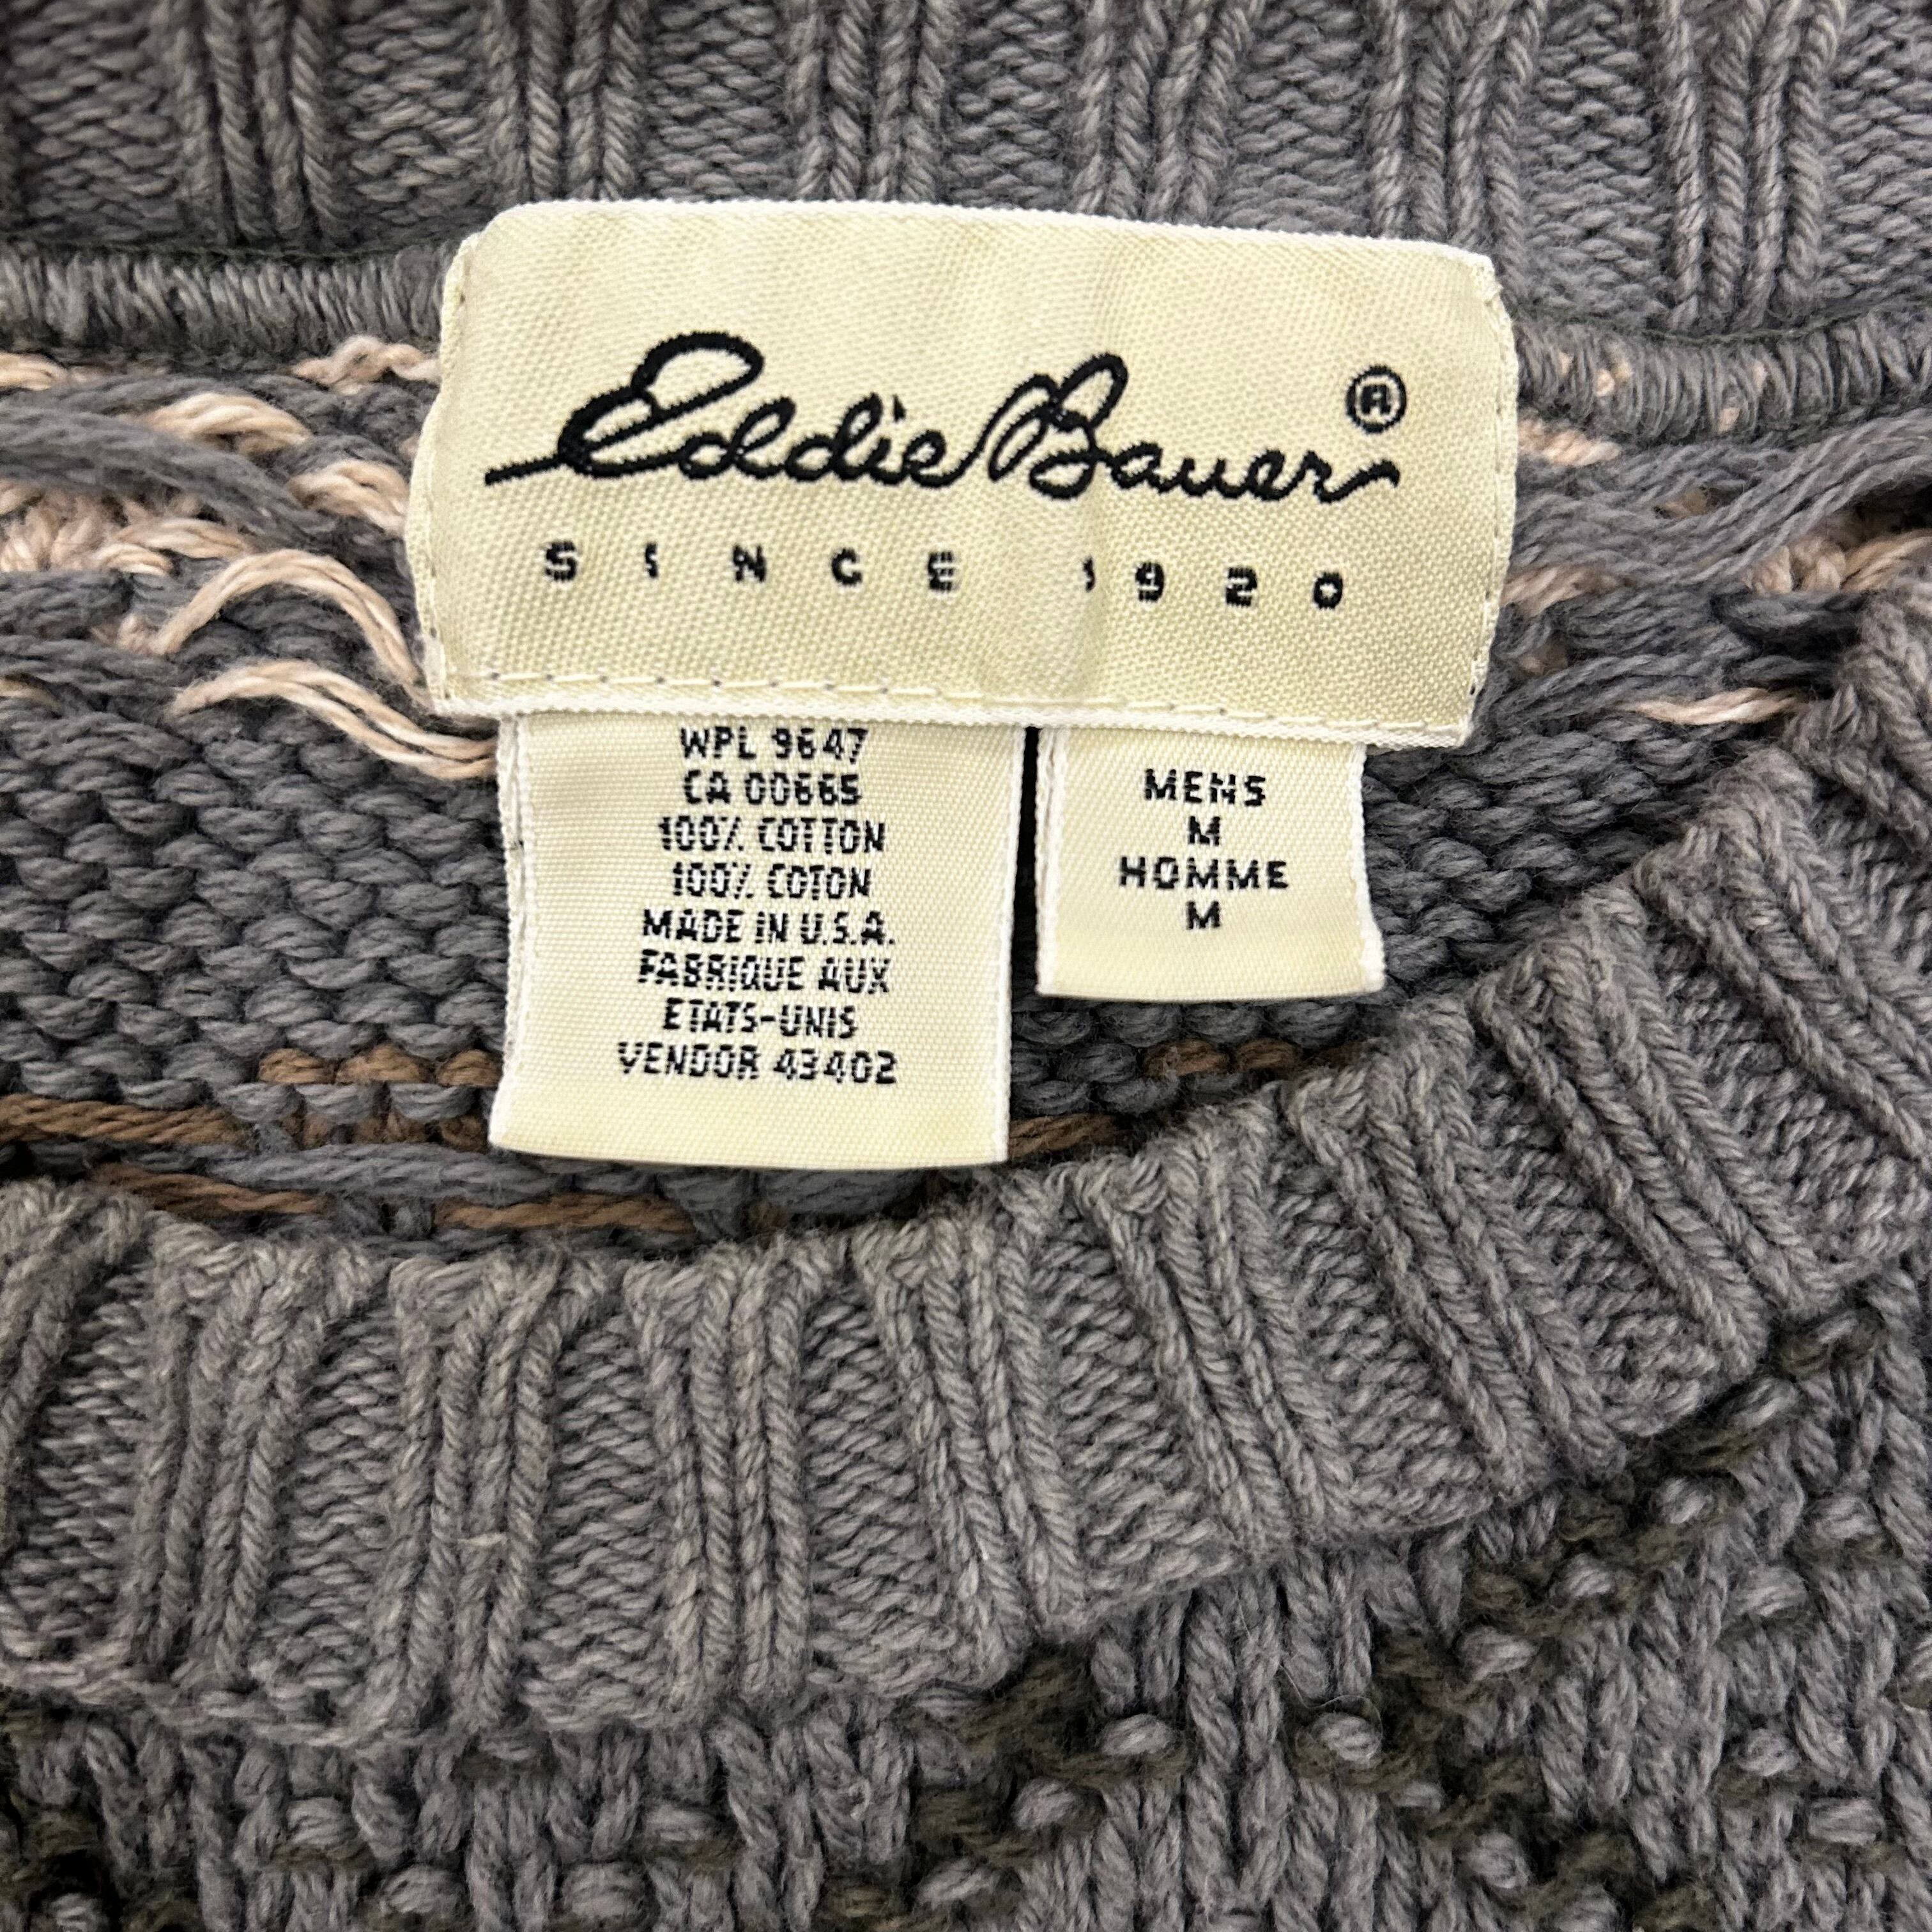 Eddie Bauer ®
SINCE 1920
WPL 9647
CA 00665
100% COTTON
100% COTON
MADE IN U.S.A.
FABRIQUE AUX
ETATS-UNIS
VENDOR 43402
MENS
M
HOMME
M